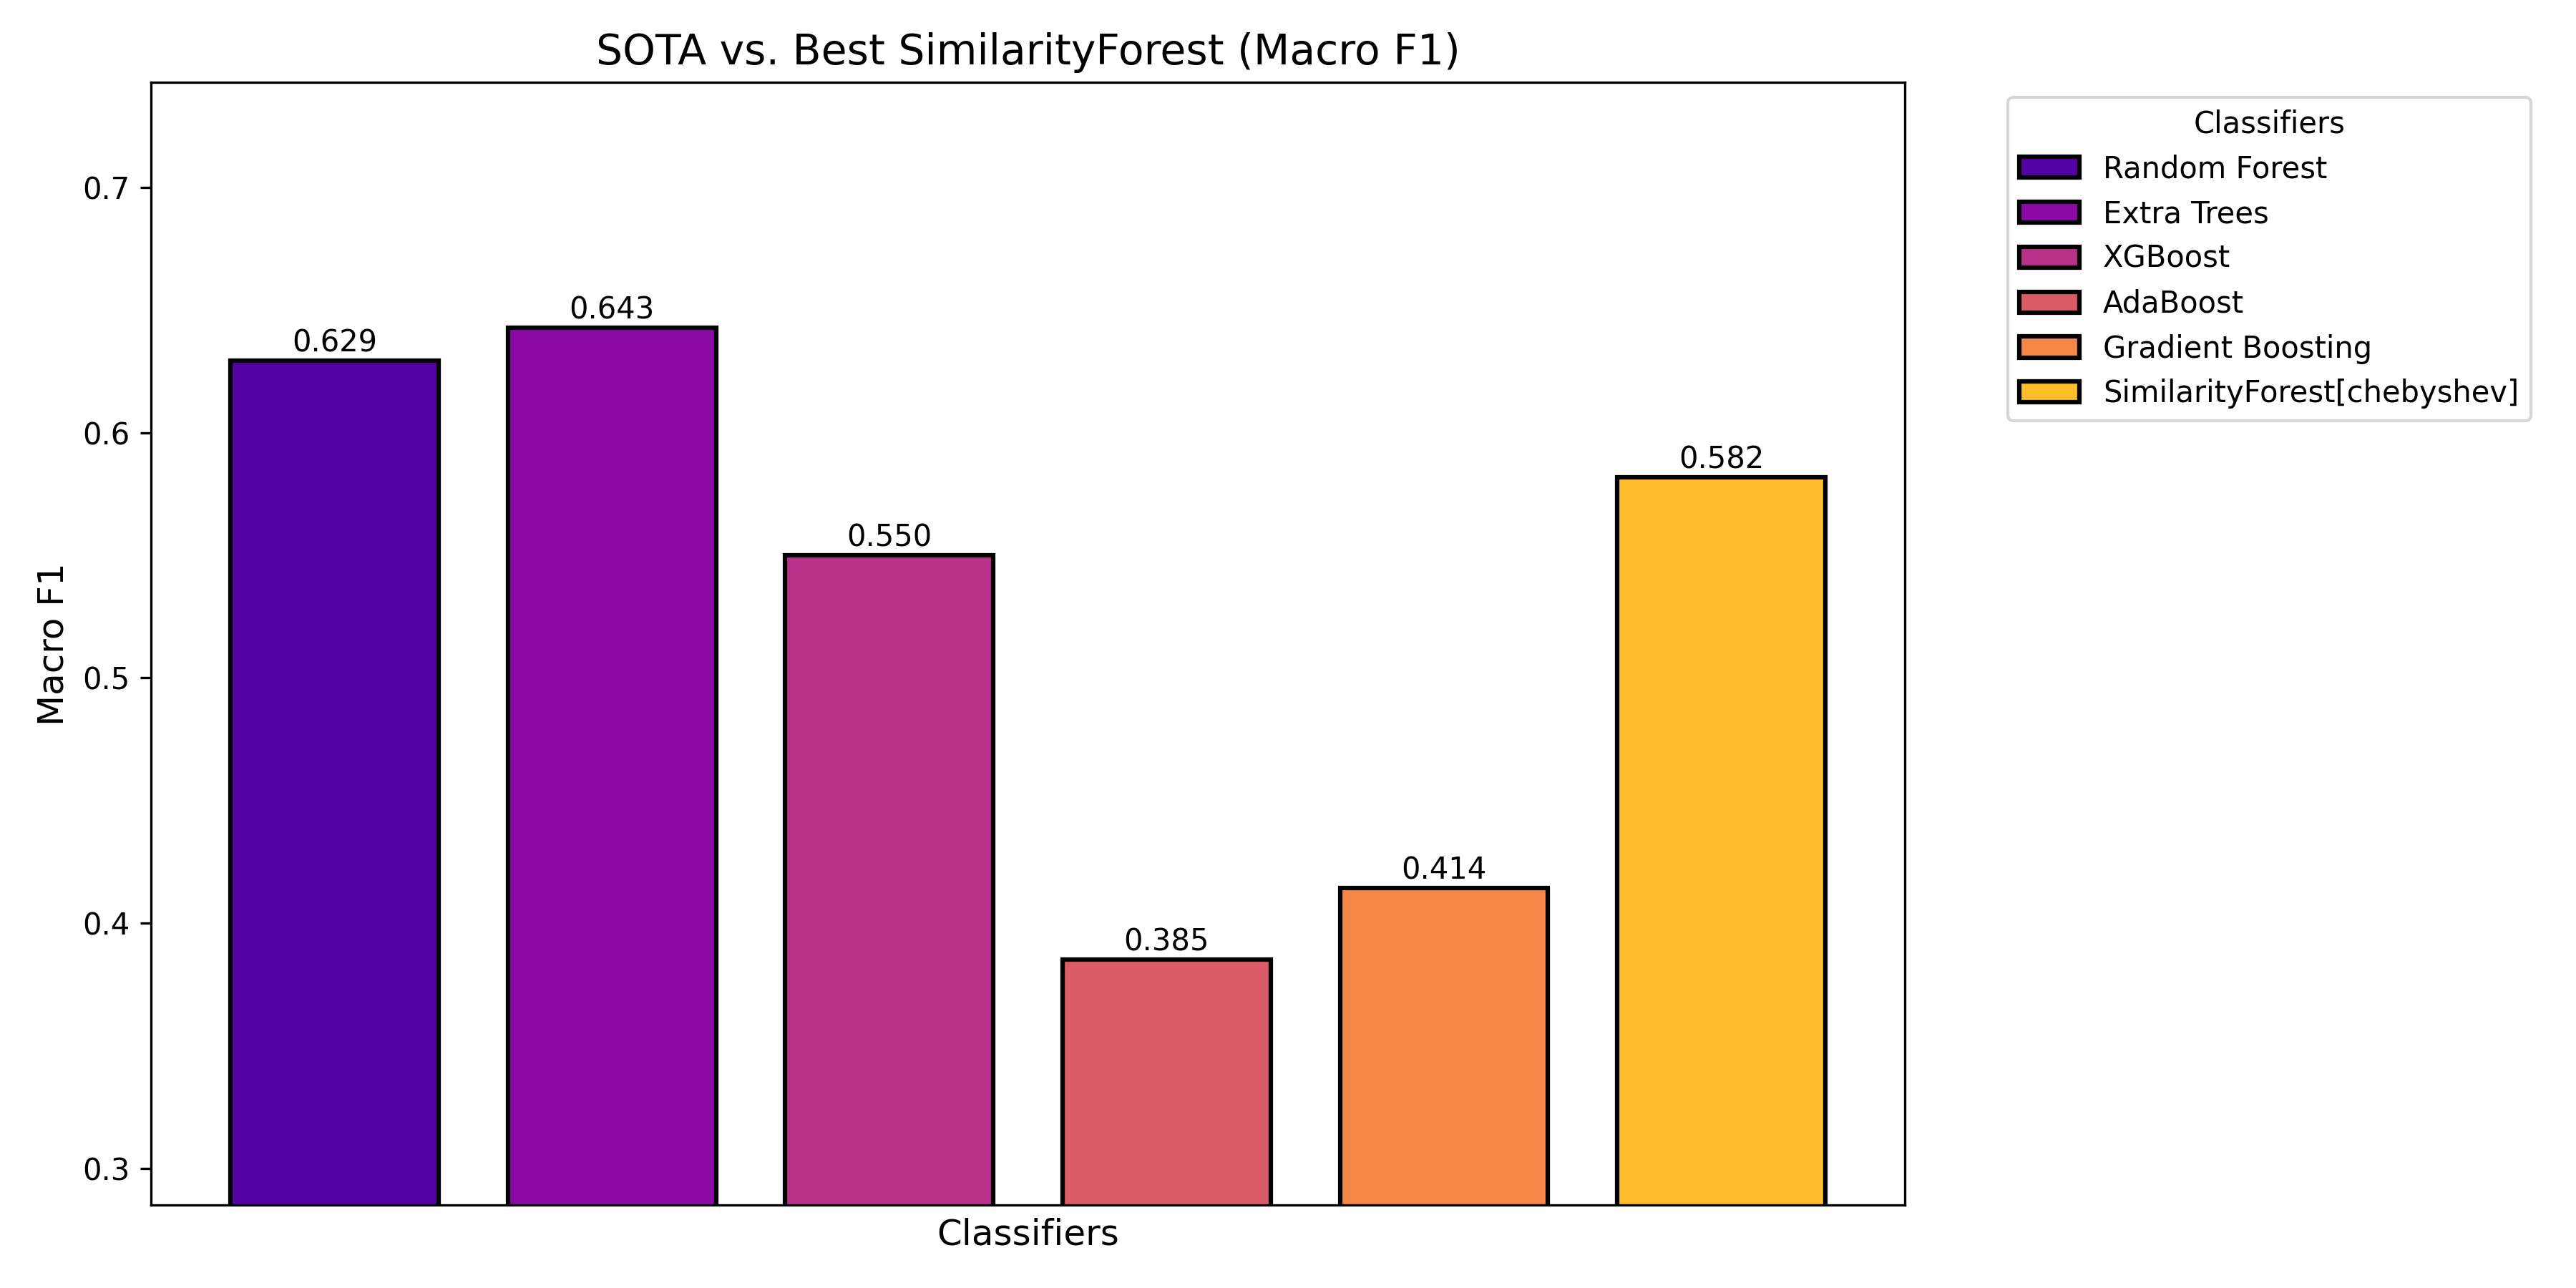 SOTA vs. Best SimilarityForest (Macro F1)
Macro F1
0.7
0.6
0.5
0.4
0.3
0.629
0.643
0.550
0.385
0.414
0.582
Classifiers
Classifiers
Random Forest
Extra Trees
XGBoost
AdaBoost
Gradient Boosting
SimilarityForest[chebyshev]